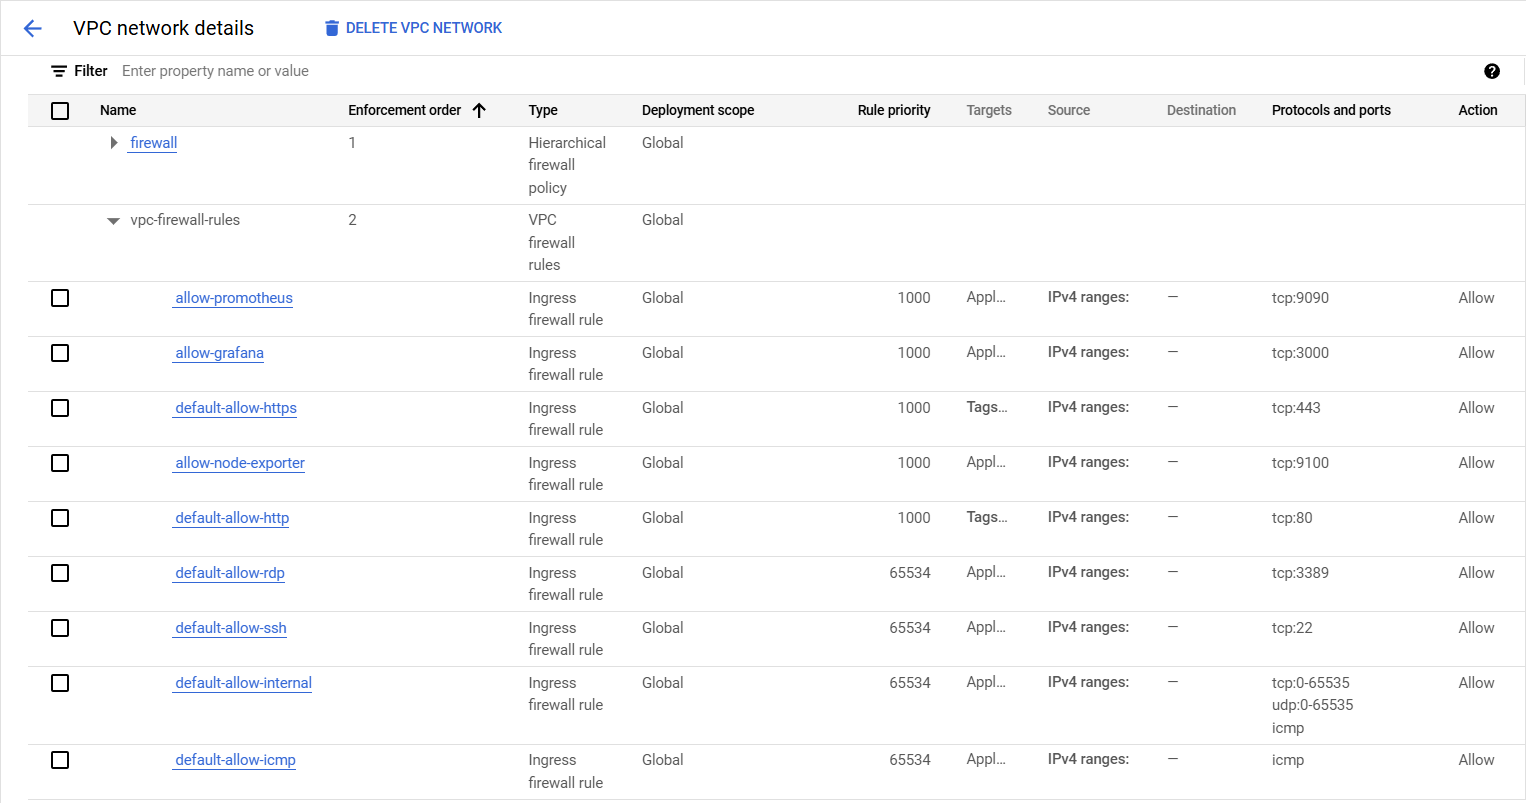 VPC network details DELETE VPC NETWORK
Filter Enter property name or value
Name Enforcement order Type Deployment scope Rule priority Targets Source Destination Protocols and ports Action
firewall 1 Hierarchical Global
firewall
policy
vpc-firewall-rules 2 VPC Global
firewall
rules
allow-promotheus Ingress Global 1000 Appl... IPv4 ranges: — tcp:9090 Allow
firewall rule
allow-grafana Ingress Global 1000 Appl... IPv4 ranges: — tcp:3000 Allow
firewall rule
default-allow-https Ingress Global 1000 Tags... IPv4 ranges: — tcp:443 Allow
firewall rule
allow-node-exporter Ingress Global 1000 Appl... IPv4 ranges: — tcp:9100 Allow
firewall rule
default-allow-http Ingress Global 1000 Tags... IPv4 ranges: — tcp:80 Allow
firewall rule
default-allow-rdp Ingress Global 65534 Appl... IPv4 ranges: — tcp:3389 Allow
firewall rule
default-allow-ssh Ingress Global 65534 Appl... IPv4 ranges: — tcp:22 Allow
firewall rule
default-allow-internal Ingress Global 65534 Appl... IPv4 ranges: — tcp:0-65535 Allow
firewall rule udp:0-65535
icmp
default-allow-icmp Ingress Global 65534 Appl... IPv4 ranges: — icmp Allow
firewall rule